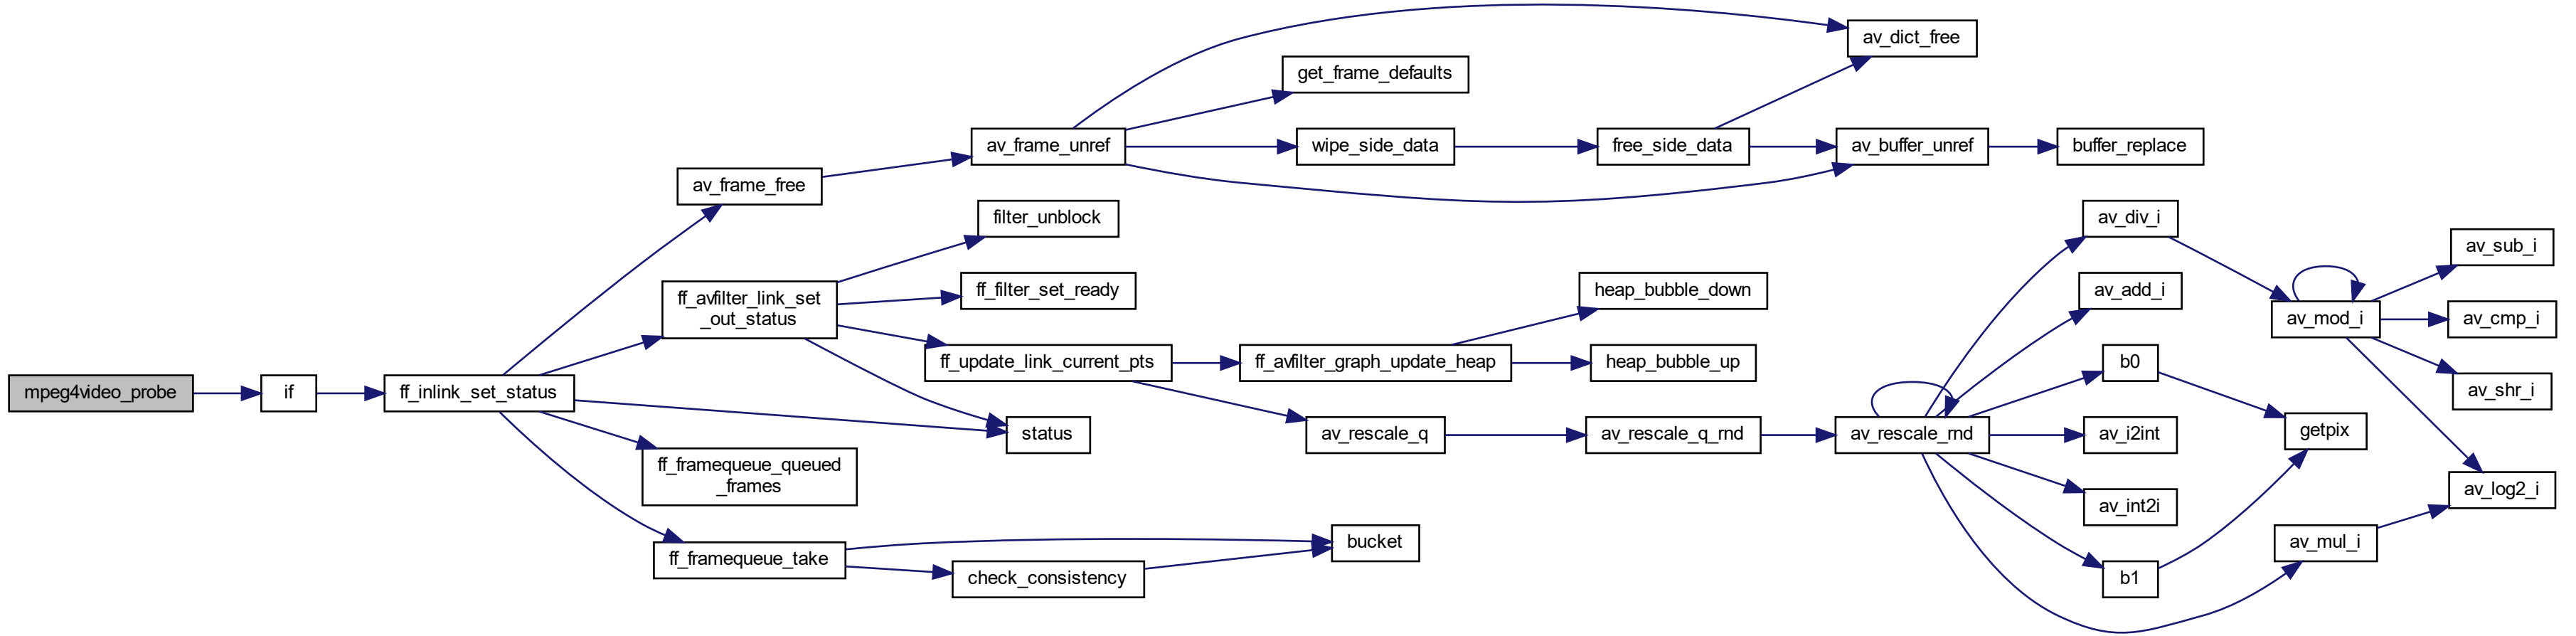 mpeg4video_probe
if
ff_inlink_set_status
av_frame_free
av_frame_unref
av_dict_free
get_frame_defaults
wipe_side_data
free_side_data
av_buffer_unref
buffer_replace
ff_avfilter_link_set
_out_status
filter_unblock
ff_filter_set_ready
ff_update_link_current_pts
ff_avfilter_graph_update_heap
heap_bubble_down
heap_bubble_up
av_rescale_q
av_rescale_q_rnd
av_rescale_rnd
av_div_i
av_add_i
b0
av_i2int
av_int2i
b1
av_mod_i
getpix
av_mul_i
av_sub_i
av_cmp_i
av_shr_i
av_log2_i
status
ff_framequeue_queued
_frames
ff_framequeue_take
check_consistency
bucket